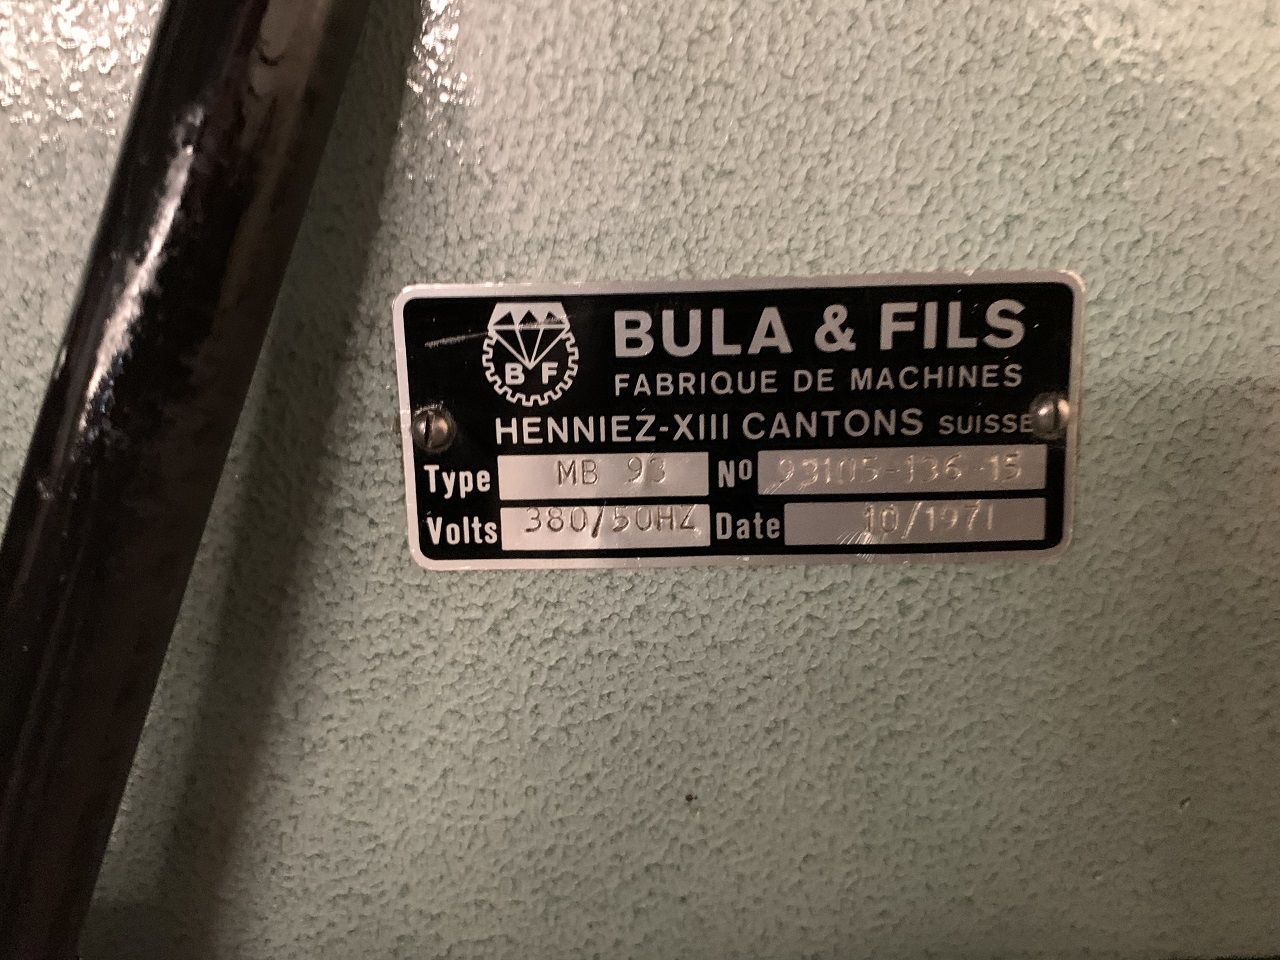 B F
BULA & FILS
FABRIQUE DE MACHINES
HENNIEZ-XIII CANTONS SUISSE
Type MB 93 No 93105-136-15
Volts 380/50HZ Date 10/1971